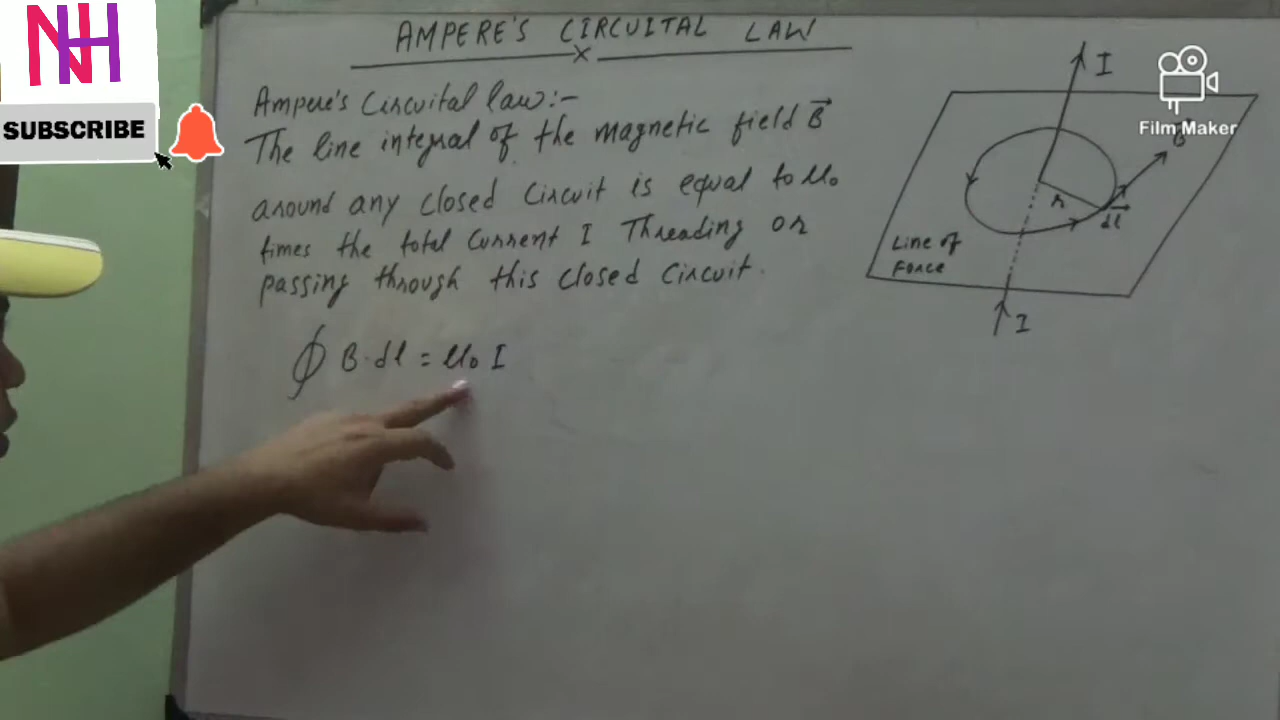 NH
SUBSCRIBE
AMPERE'S CIRCUITAL LAW
Ampere's Circuital law:-
The line integral of the magnetic field B⃗
around any closed circuit is equal to μ₀
times the total current I Threading or
passing through this closed circuit.
∮ B·dl = μ₀ I
I
Film Maker
B⃗
r
dl⃗
Line of
Force
I